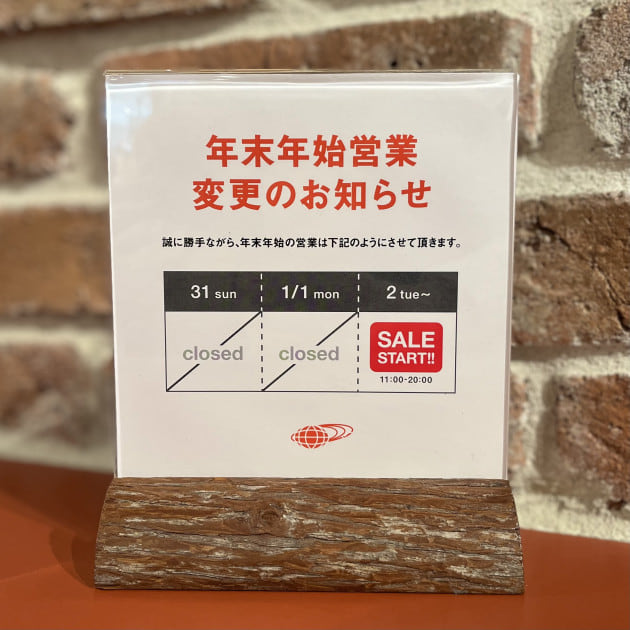 年末年始営業
変更のお知らせ
誠に勝手ながら、年末年始の営業は下記のようにさせて頂きます。
31 sun 1/1 mon 2 tue~
closed closed SALE
START!!
11:00-20:00